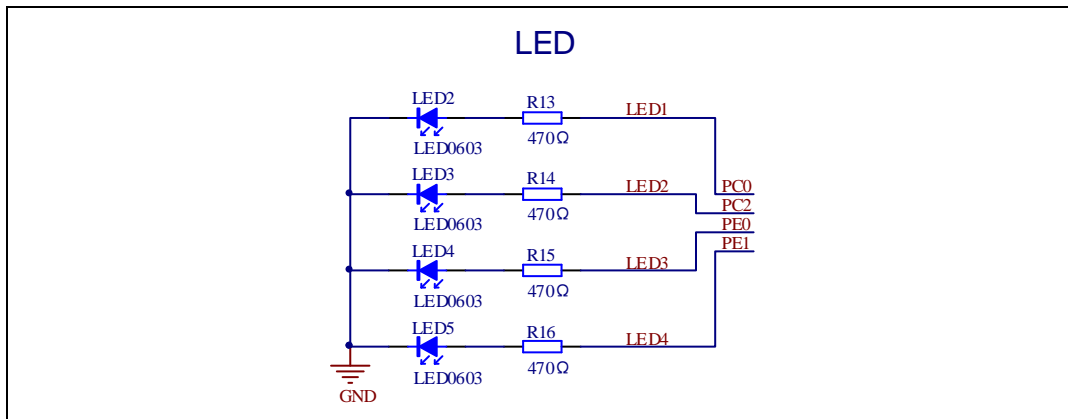 LED
LED2
R13
LED1
470Ω
LED0603
LED3
R14
LED2
PC0
470Ω
PC2
LED0603
PE0
LED4
R15
LED3
PE1
470Ω
LED0603
LED5
R16
LED4
470Ω
LED0603
GND